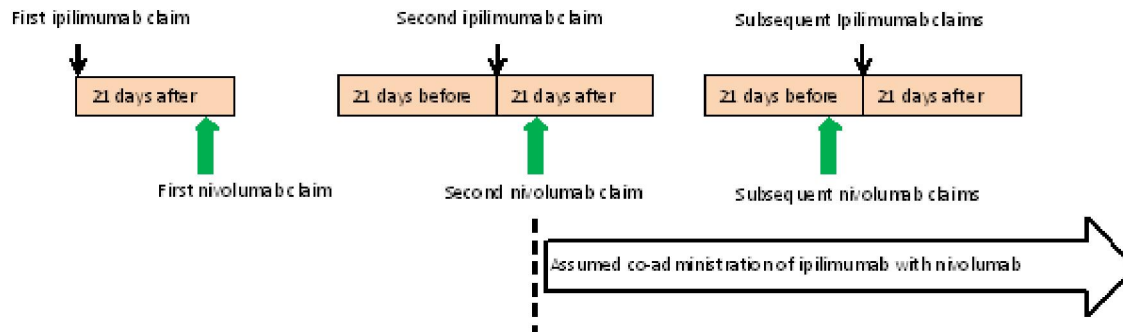 First ipilimumab claim
Second ipilimumab claim
Subsequent Ipilimumab claims
21 days after
21 days before
21 days after
21 days before
21 days after
First nivolumab claim
Second nivolumab claim
Subsequent nivolumab claims
Assumed co-administration of ipilimumab with nivolumab